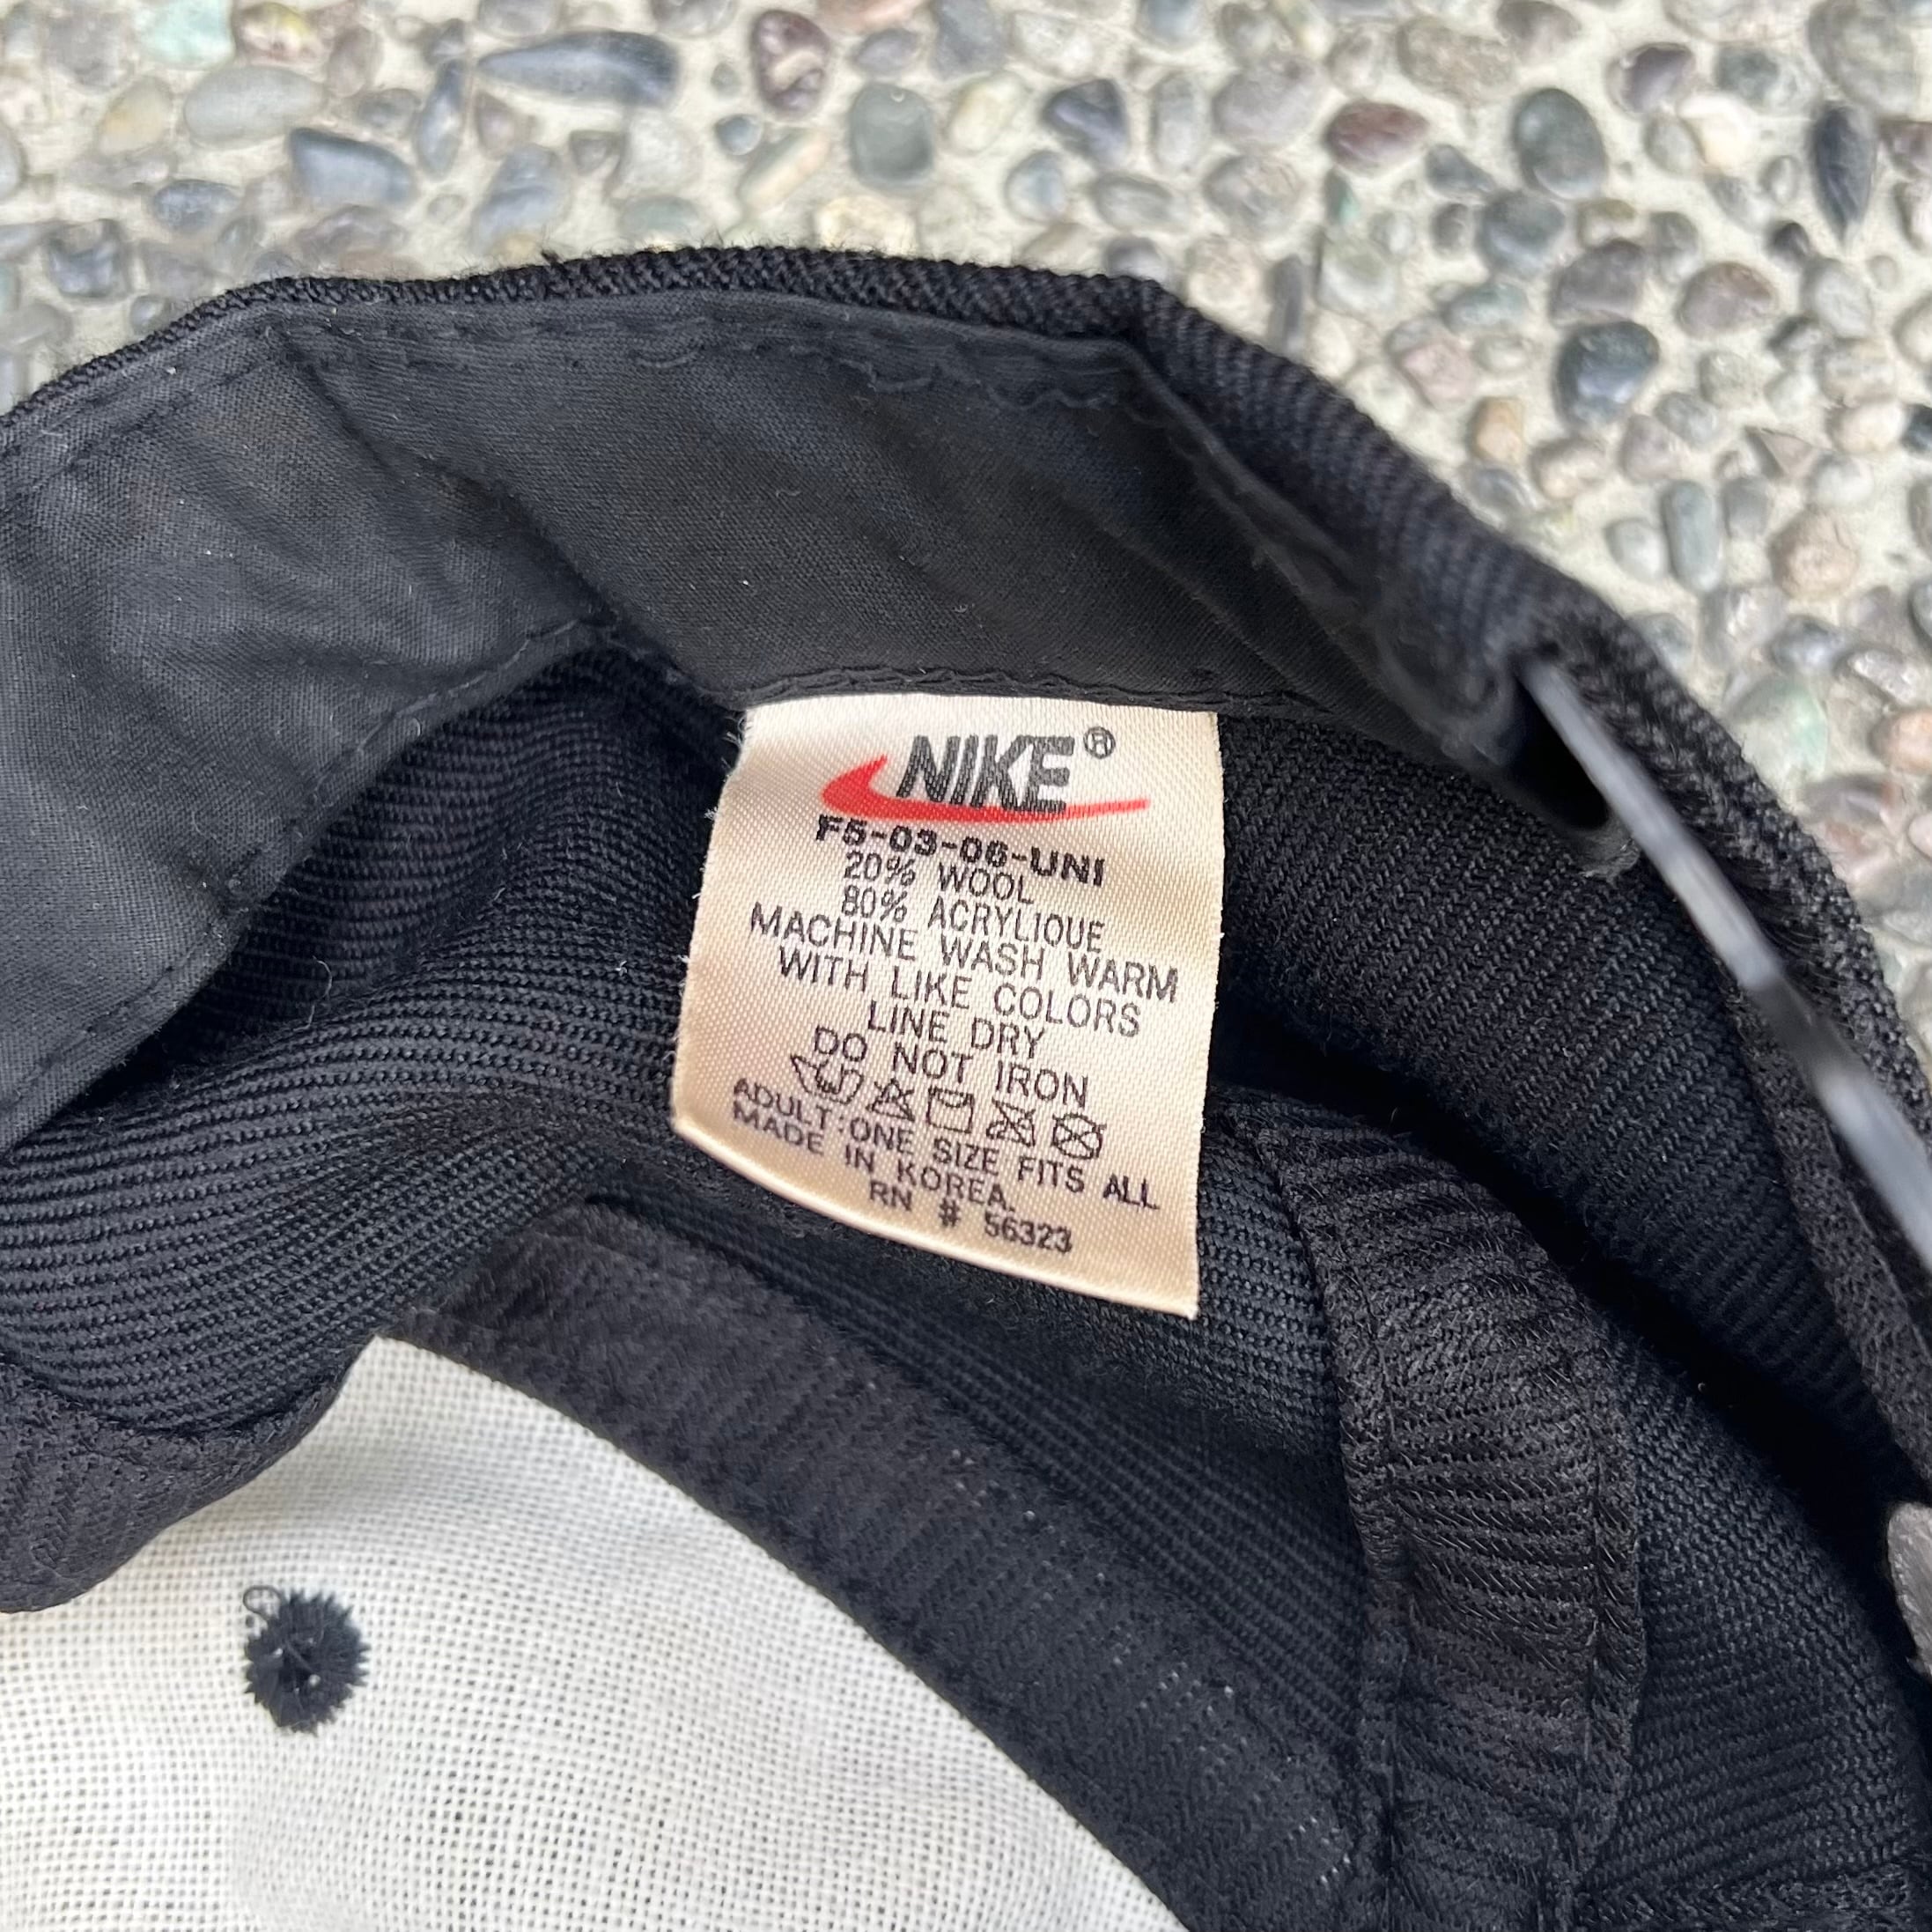 NIKE®
F5-03-06-UNI
20% WOOL
80% ACRYLIQUE
MACHINE WASH WARM
WITH LIKE COLORS
LINE DRY
DO NOT IRON
ADULT:ONE SIZE FITS ALL
MADE IN KOREA.
RN # 56323